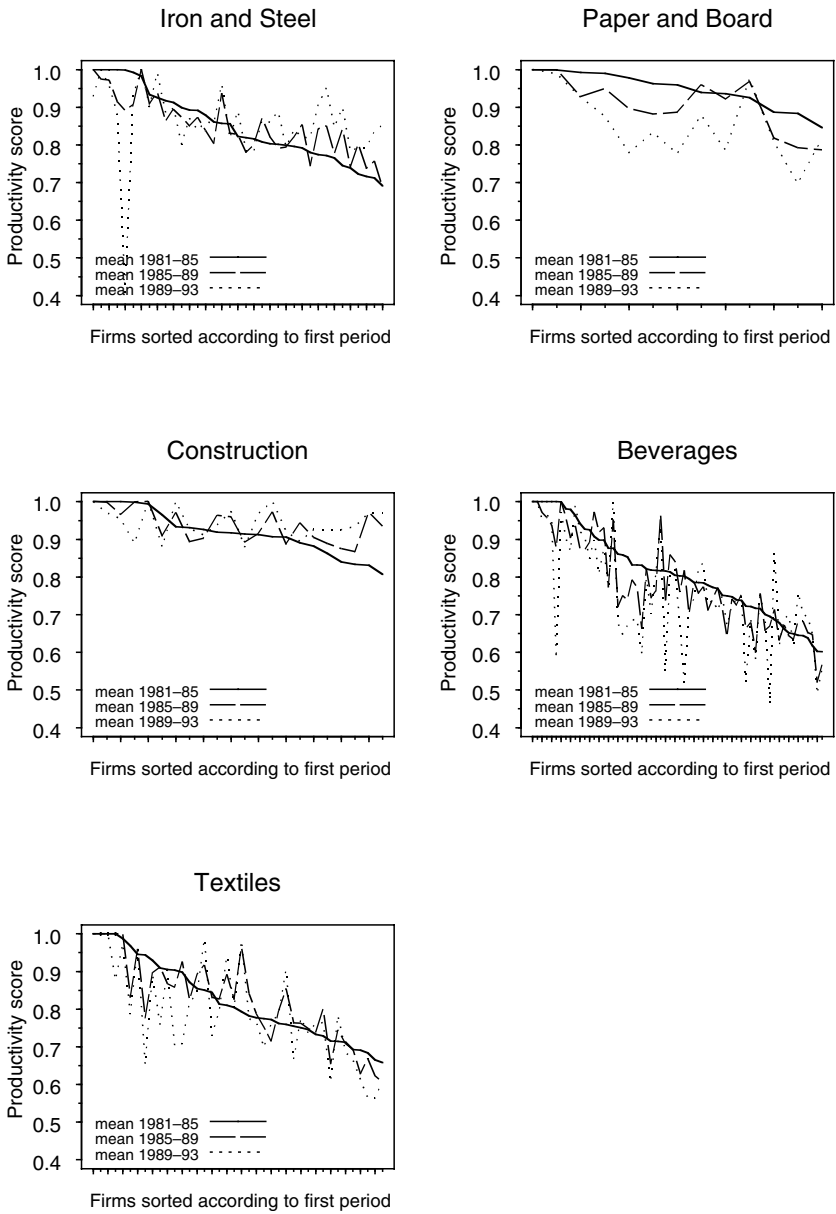 Iron and Steel
Productivity score
1.0
0.9
0.8
0.7
0.6
0.5
0.4
mean 1981–85
mean 1985–89
mean 1989–93
Firms sorted according to first period
Paper and Board
Productivity score
1.0
0.9
0.8
0.7
0.6
0.5
0.4
mean 1981–85
mean 1985–89
mean 1989–93
Firms sorted according to first period
Construction
Productivity score
1.0
0.9
0.8
0.7
0.6
0.5
0.4
mean 1981–85
mean 1985–89
mean 1989–93
Firms sorted according to first period
Beverages
Productivity score
1.0
0.9
0.8
0.7
0.6
0.5
0.4
mean 1981–85
mean 1985–89
mean 1989–93
Firms sorted according to first period
Textiles
Productivity score
1.0
0.9
0.8
0.7
0.6
0.5
0.4
mean 1981–85
mean 1985–89
mean 1989–93
Firms sorted according to first period